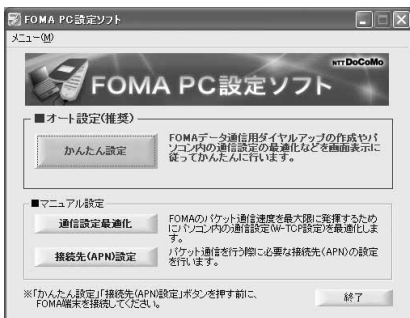 FOMA PC設定ソフト
メニュー(M)
NTT DoCoMo
FOMA PC設定ソフト
■オート設定(推奨)
かんたん設定
FOMAデータ通信用ダイヤルアップの作成やパ
ソコン内の通信設定の最適化などを画面表示に
従ってかんたんに行います。
■マニュアル設定
通信設定最適化
FOMAのパケット通信速度を最大限に発揮するため
にパソコン内の通信設定(W-TCP設定)を最適化しま
す。
接続先(APN)設定
パケット通信を行う際に必要な接続先(APN)の設定
を行います。
※「かんたん設定」「接続先(APN)設定」ボタンを押す前に、
FOMA端末を接続してください。
終了